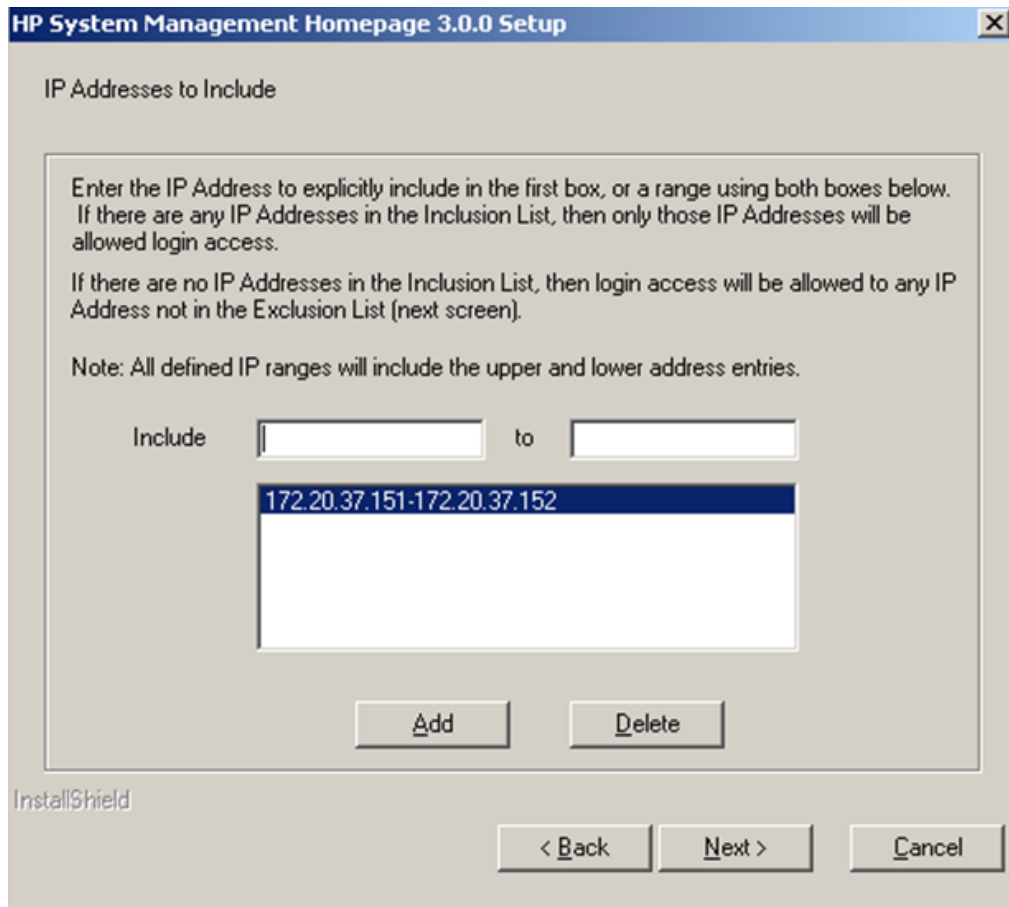 HP System Management Homepage 3.0.0 Setup
IP Addresses to Include
Enter the IP Address to explicitly include in the first box, or a range using both boxes below.
If there are any IP Addresses in the Inclusion List, then only those IP Addresses will be
allowed login access.
If there are no IP Addresses in the Inclusion List, then login access will be allowed to any IP
Address not in the Exclusion List (next screen).
Note: All defined IP ranges will include the upper and lower address entries.
Include to
172.20.37.151-172.20.37.152
Add Delete
InstallShield
< Back Next > Cancel